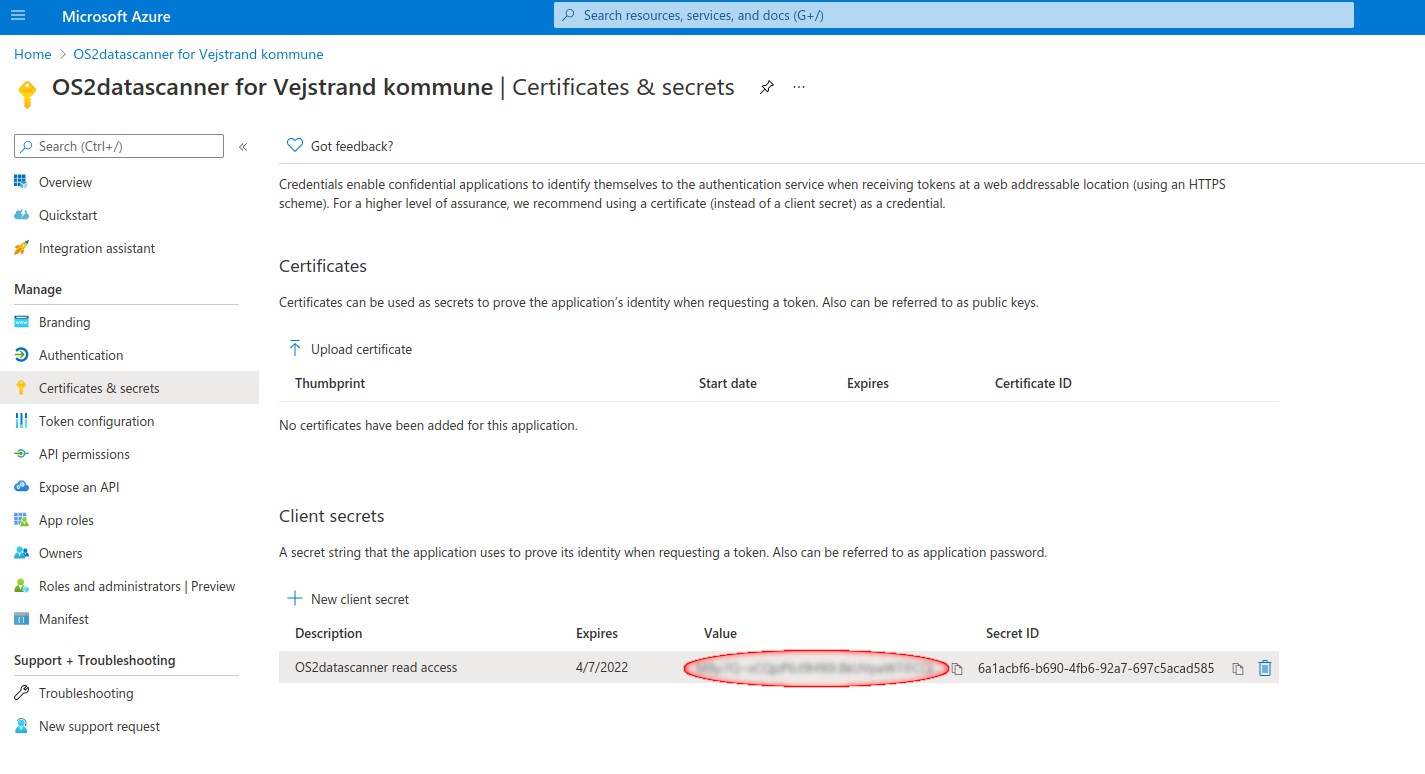 Microsoft Azure
Search resources, services, and docs (G+/)
Home > OS2datascanner for Vejstrand kommune
OS2datascanner for Vejstrand kommune | Certificates & secrets ...
Search (Ctrl+/) «
Overview
Quickstart
Integration assistant
Manage
Branding
Authentication
Certificates & secrets
Token configuration
API permissions
Expose an API
App roles
Owners
Roles and administrators | Preview
Manifest
Support + Troubleshooting
Troubleshooting
New support request
Got feedback?
Credentials enable confidential applications to identify themselves to the authentication service when receiving tokens at a web addressable location (using an HTTPS
scheme). For a higher level of assurance, we recommend using a certificate (instead of a client secret) as a credential.
Certificates
Certificates can be used as secrets to prove the application's identity when requesting a token. Also can be referred to as public keys.
Upload certificate
Thumbprint Start date Expires Certificate ID
No certificates have been added for this application.
Client secrets
A secret string that the application uses to prove its identity when requesting a token. Also can be referred to as application password.
New client secret
Description Expires Value Secret ID
OS2datascanner read access 4/7/2022 6a1acbf6-b690-4fb6-92a7-697c5acad585